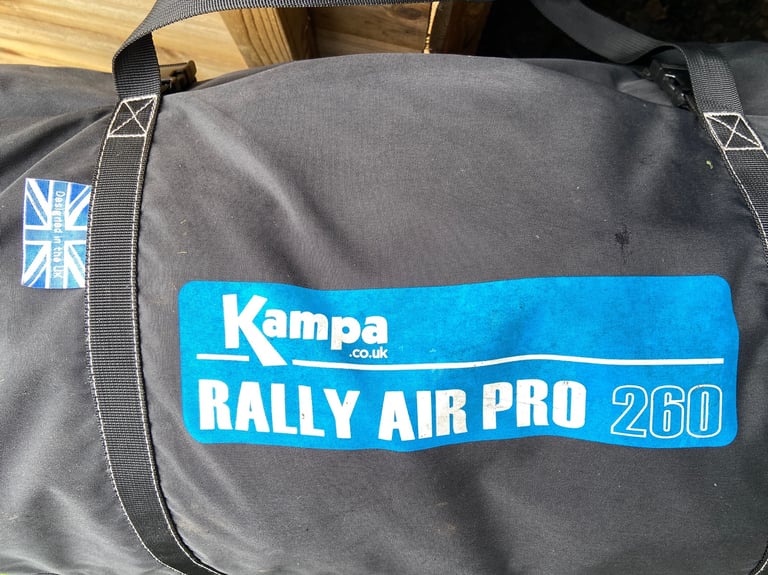 Designed in the UK
Kampa
.co.uk
RALLY AIR PRO 260